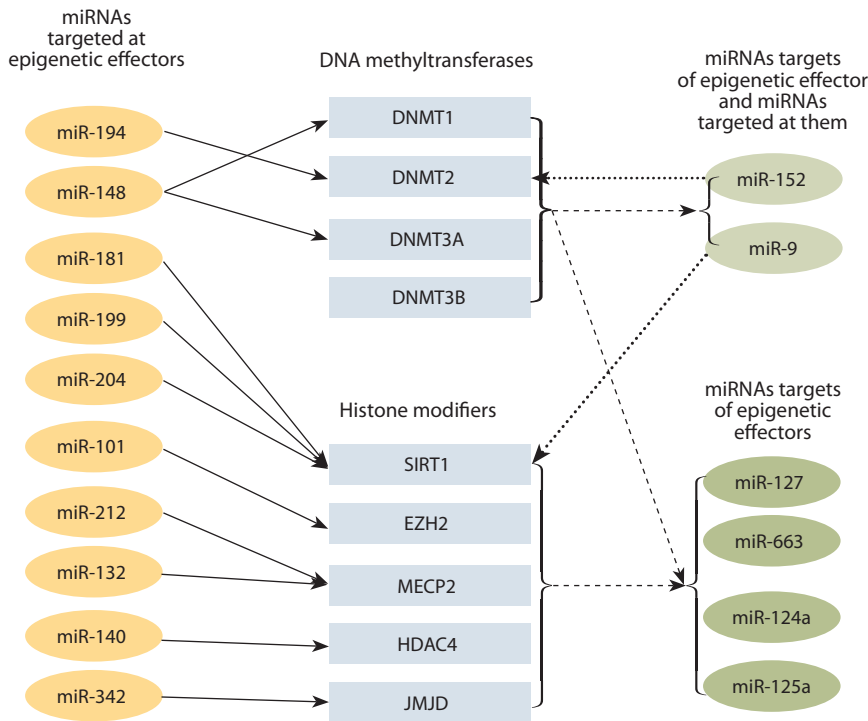 miRNAs
targeted at
epigenetic effectors
miR-194
miR-148
miR-181
miR-199
miR-204
miR-101
miR-212
miR-132
miR-140
miR-342
DNA methyltransferases
DNMT1
DNMT2
DNMT3A
DNMT3B
Histone modifiers
SIRT1
EZH2
MECP2
HDAC4
JMJD
miRNAs targets
of epigenetic effector
and miRNAs
targeted at them
miR-152
miR-9
miRNAs targets
of epigenetic
effectors
miR-127
miR-663
miR-124a
miR-125a